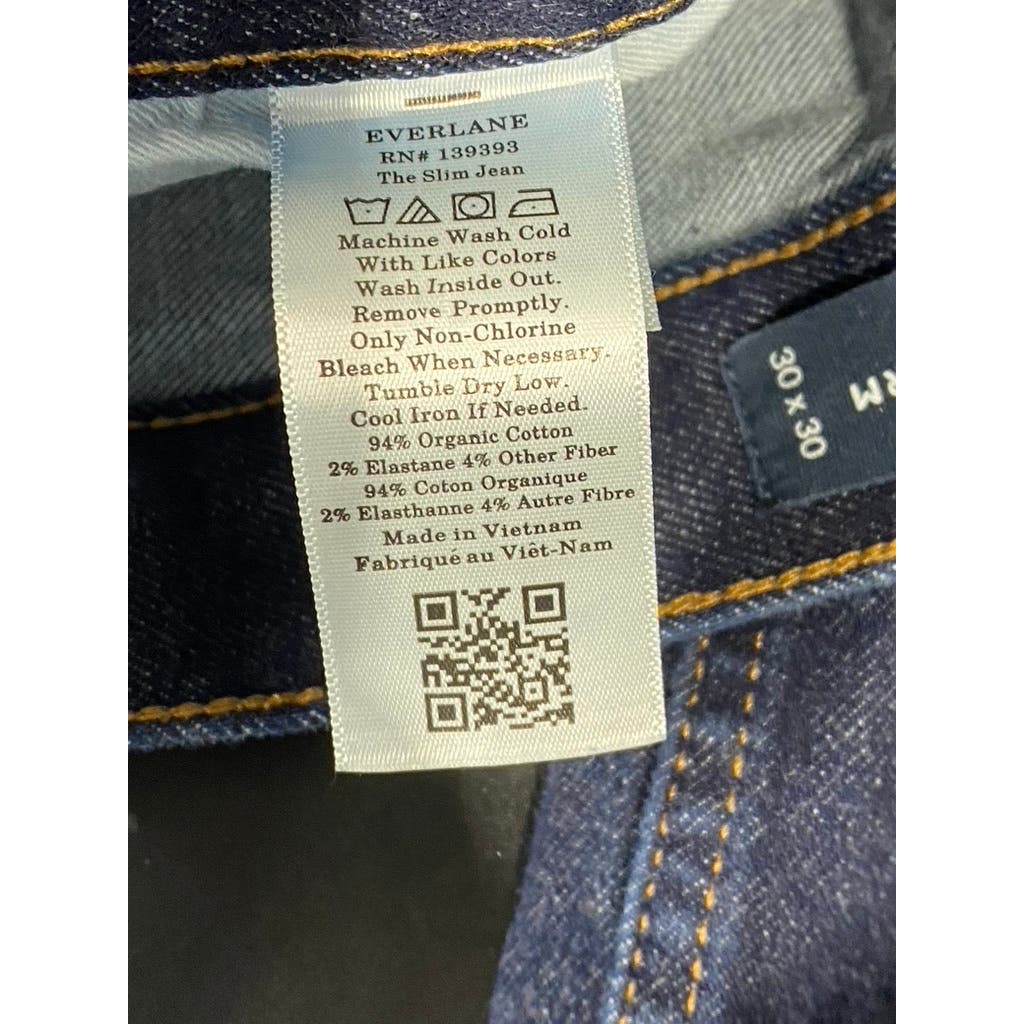 EVERLANE
RN# 139393
The Slim Jean
Machine Wash Cold
With Like Colors
Wash Inside Out.
Remove Promptly.
Only Non-Chlorine
Bleach When Necessary.
Tumble Dry Low.
Cool Iron If Needed.
94% Organic Cotton
2% Elastane 4% Other Fiber
94% Coton Organique
2% Elasthanne 4% Autre Fibre
Made in Vietnam
Fabriqué au Viêt-Nam
30 x 30